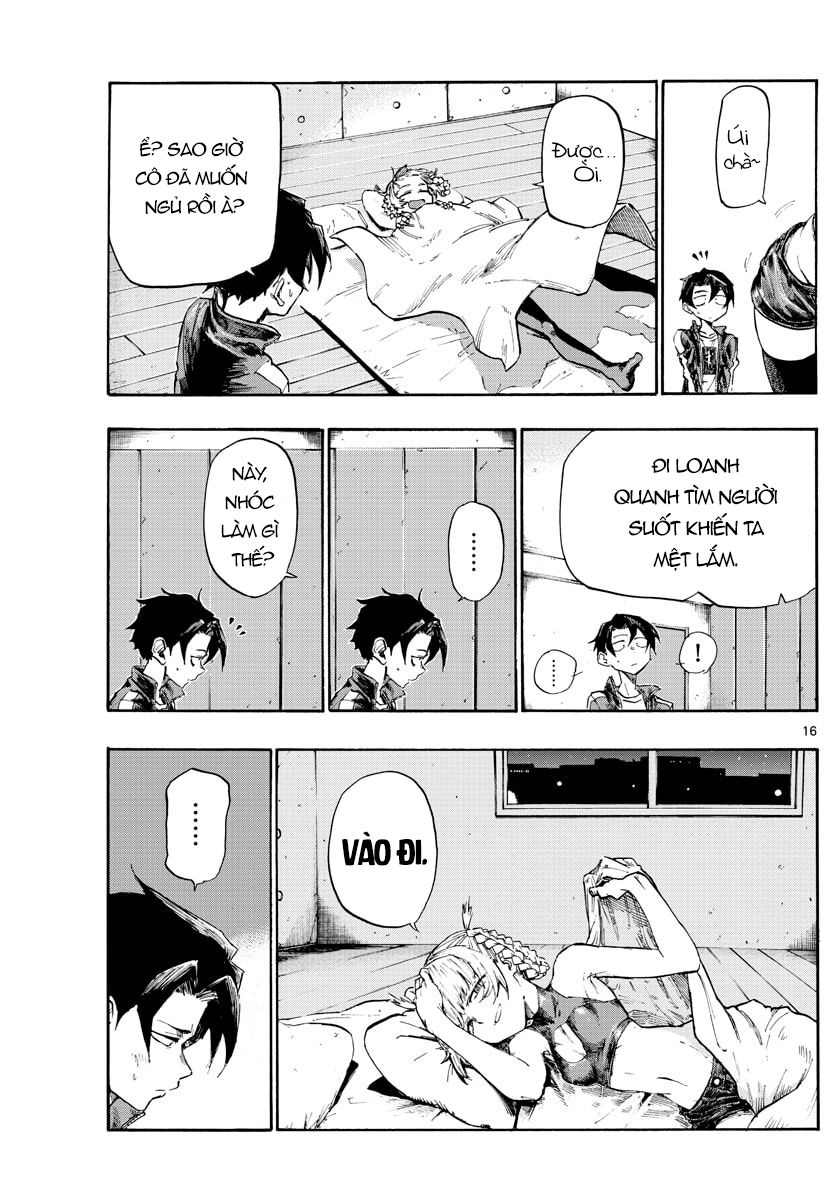 Úi
chà~
Được...
Òi.
Ể? SAO GIỜ
CÔ ĐÃ MUỐN
NGỦ RỒI À?
ĐI LOANH
QUANH TÌM NGƯỜI
SUỐT KHIẾN TA
MỆT LẮM.
!
......
......
NÀY,
NHÓC
LÀM GÌ
THẾ?
16
VÀO ĐI.
......